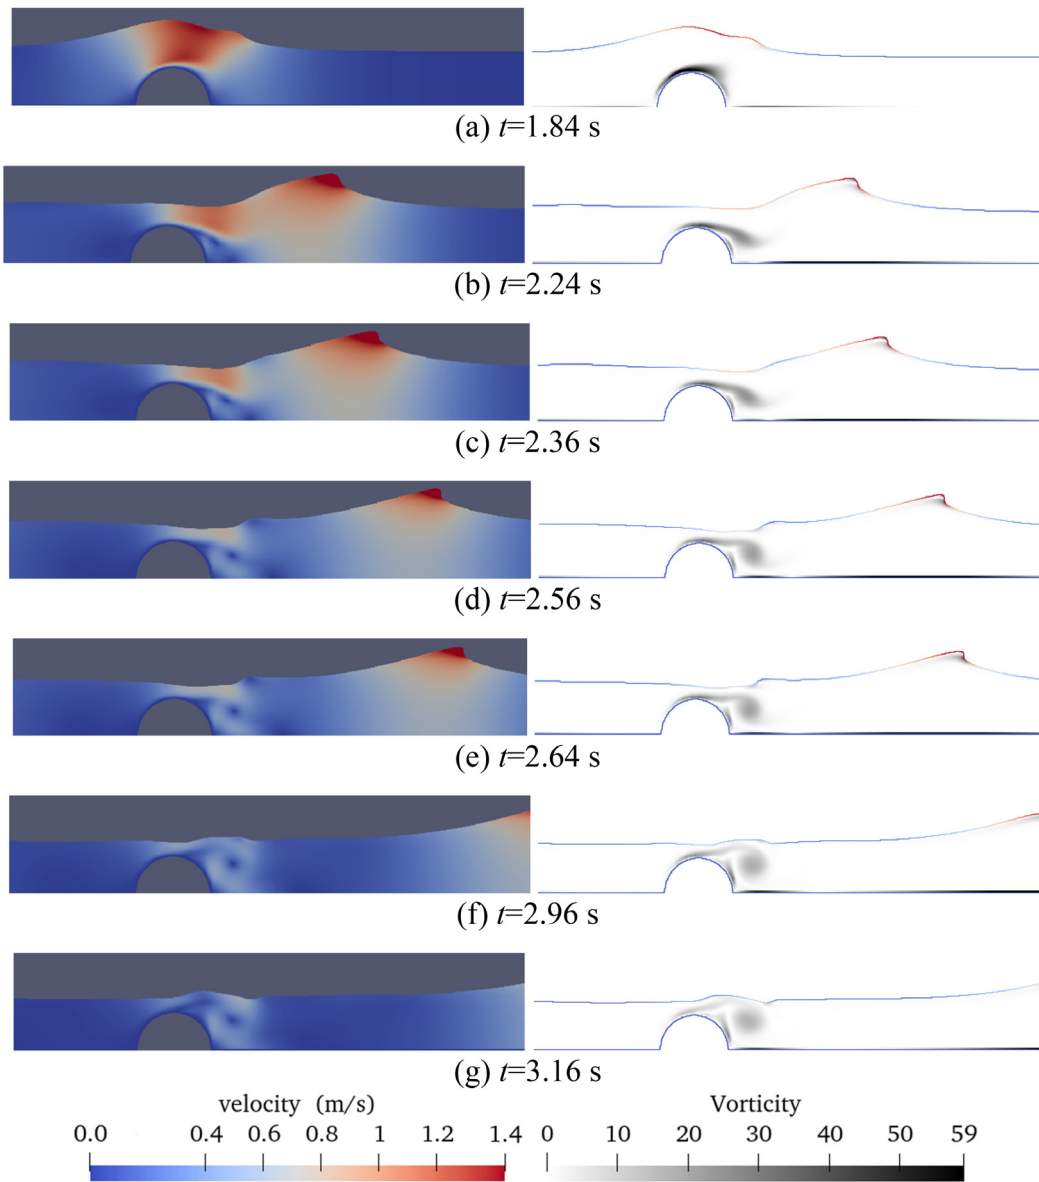 (a) t=1.84 s
(b) t=2.24 s
(c) t=2.36 s
(d) t=2.56 s
(e) t=2.64 s
(f) t=2.96 s
(g) t=3.16 s
velocity (m/s) Vorticity
0.0 0.4 0.6 0.8 1 1.2 1.4 0 10 20 30 40 50 59